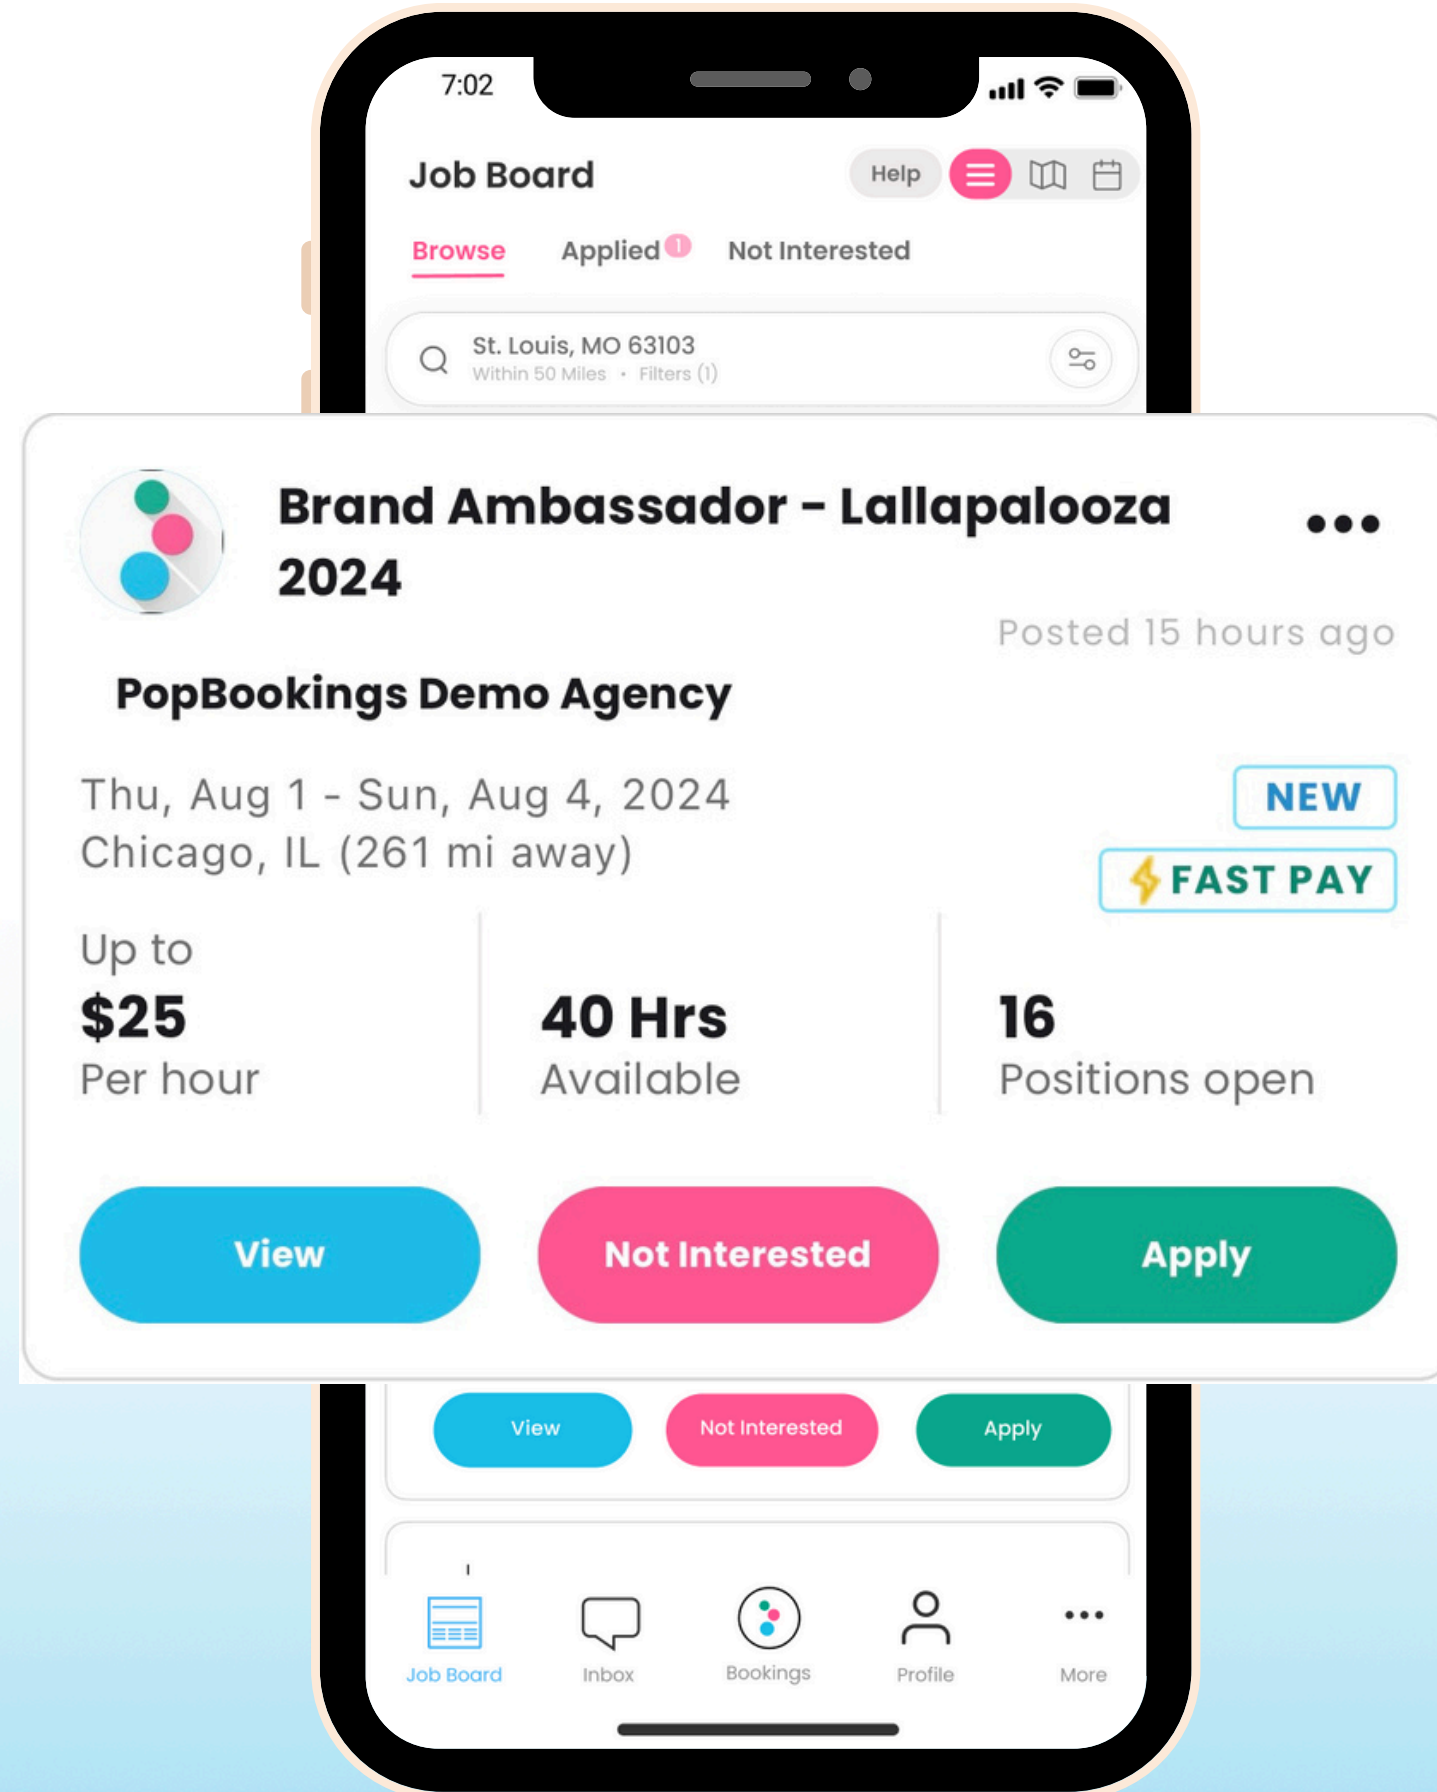 7:02
Job Board
Help
Browse
Applied 1
Not Interested
St. Louis, MO 63103
Within 50 Miles • Filters (1)
Brand Ambassador - Lallapalooza
2024
Posted 15 hours ago
PopBookings Demo Agency
Thu, Aug 1 - Sun, Aug 4, 2024
NEW
Chicago, IL (261 mi away)
FAST PAY
Up to
$25
Per hour
40 Hrs
Available
16
Positions open
View
Not Interested
Apply
View
Not Interested
Apply
Job Board
Inbox
Bookings
Profile
More